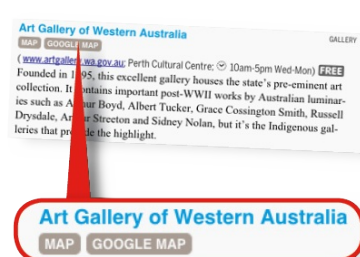 Art Gallery of Western Australia
GALLERY
MAP GOOGLE MAP
(www.artgallery.wa.gov.au; Perth Cultural Centre; 10am-5pm Wed-Mon) FREE
Founded in 1895, this excellent gallery houses the state's pre-eminent art
collection. It contains important post-WWII works by Australian luminar-
ies such as Arthur Boyd, Albert Tucker, Grace Cossington Smith, Russell
Drysdale, Arthur Streeton and Sidney Nolan, but it's the Indigenous gal-
leries that provide the highlight.
Art Gallery of Western Australia
MAP GOOGLE MAP